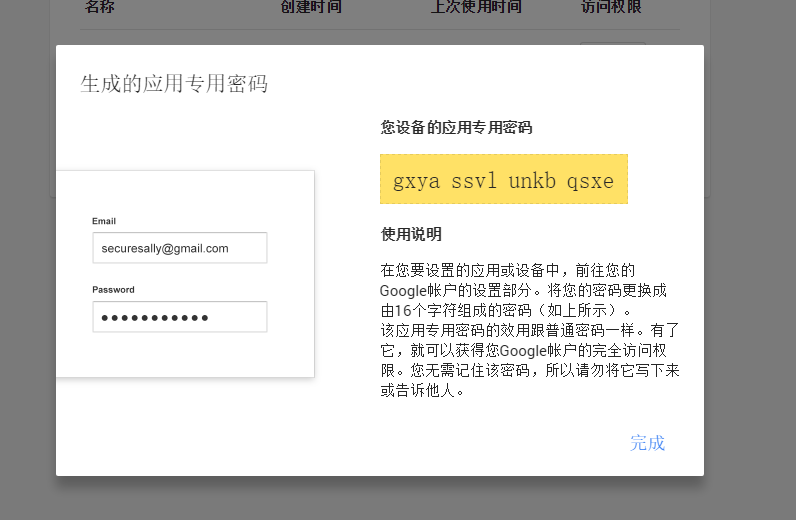 名称 创建时间 上次使用时间 访问权限
生成的应用专用密码
您设备的应用专用密码
gxya ssvl unkb qsxe
Email
securesally@gmail.com
Password
使用说明
在您要设置的应用或设备中，前往您的
Google帐户的设置部分。将您的密码更换成
由16个字符组成的密码（如上所示）。
该应用专用密码的效用跟普通密码一样。有了
它，就可以获得您Google帐户的完全访问权
限。您无需记住该密码，所以请勿将它写下来
或告诉他人。
完成